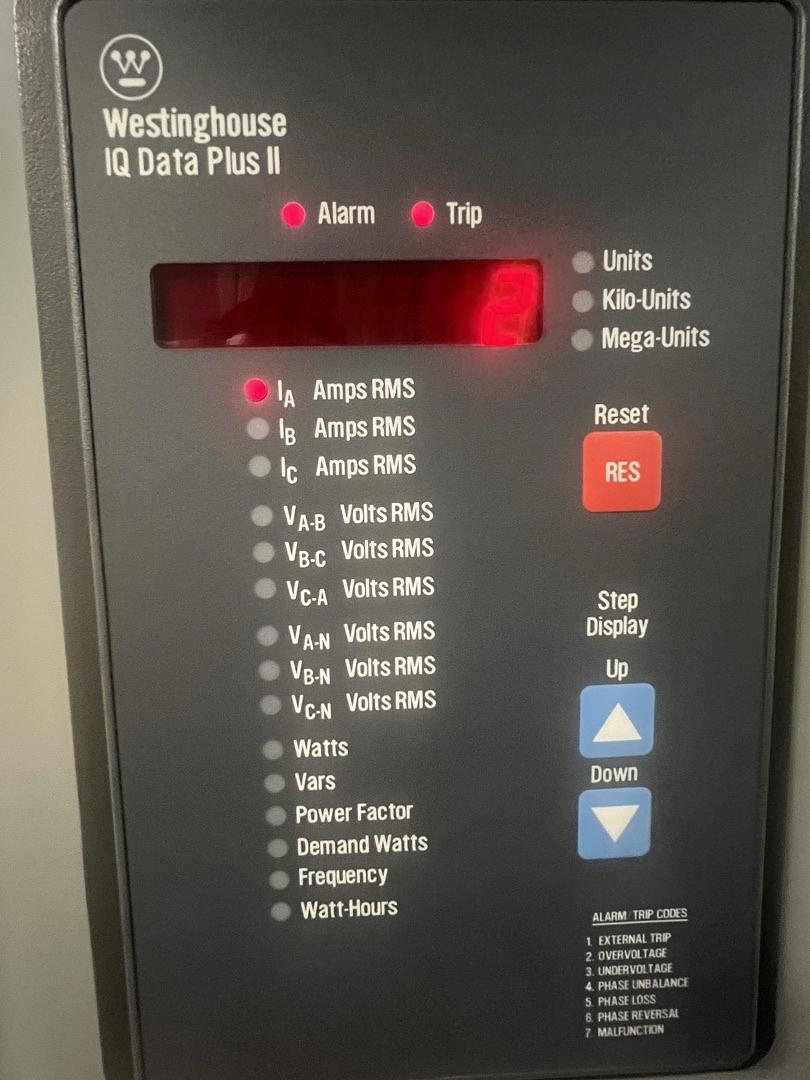 Westinghouse
IQ Data Plus II
Alarm Trip
Units
Kilo-Units
Mega-Units
IA Amps RMS
IB Amps RMS
IC Amps RMS
VA-B Volts RMS
VB-C Volts RMS
VC-A Volts RMS
VA-N Volts RMS
VB-N Volts RMS
VC-N Volts RMS
Watts
Vars
Power Factor
Demand Watts
Frequency
Watt-Hours
Reset
RES
Step
Display
Up
Down
ALARM TRIP CODES
1. EXTERNAL TRIP
2. OVERVOLTAGE
3. UNDERVOLTAGE
4. PHASE UNBALANCE
5. PHASE LOSS
6. PHASE REVERSAL
7. MALFUNCTION